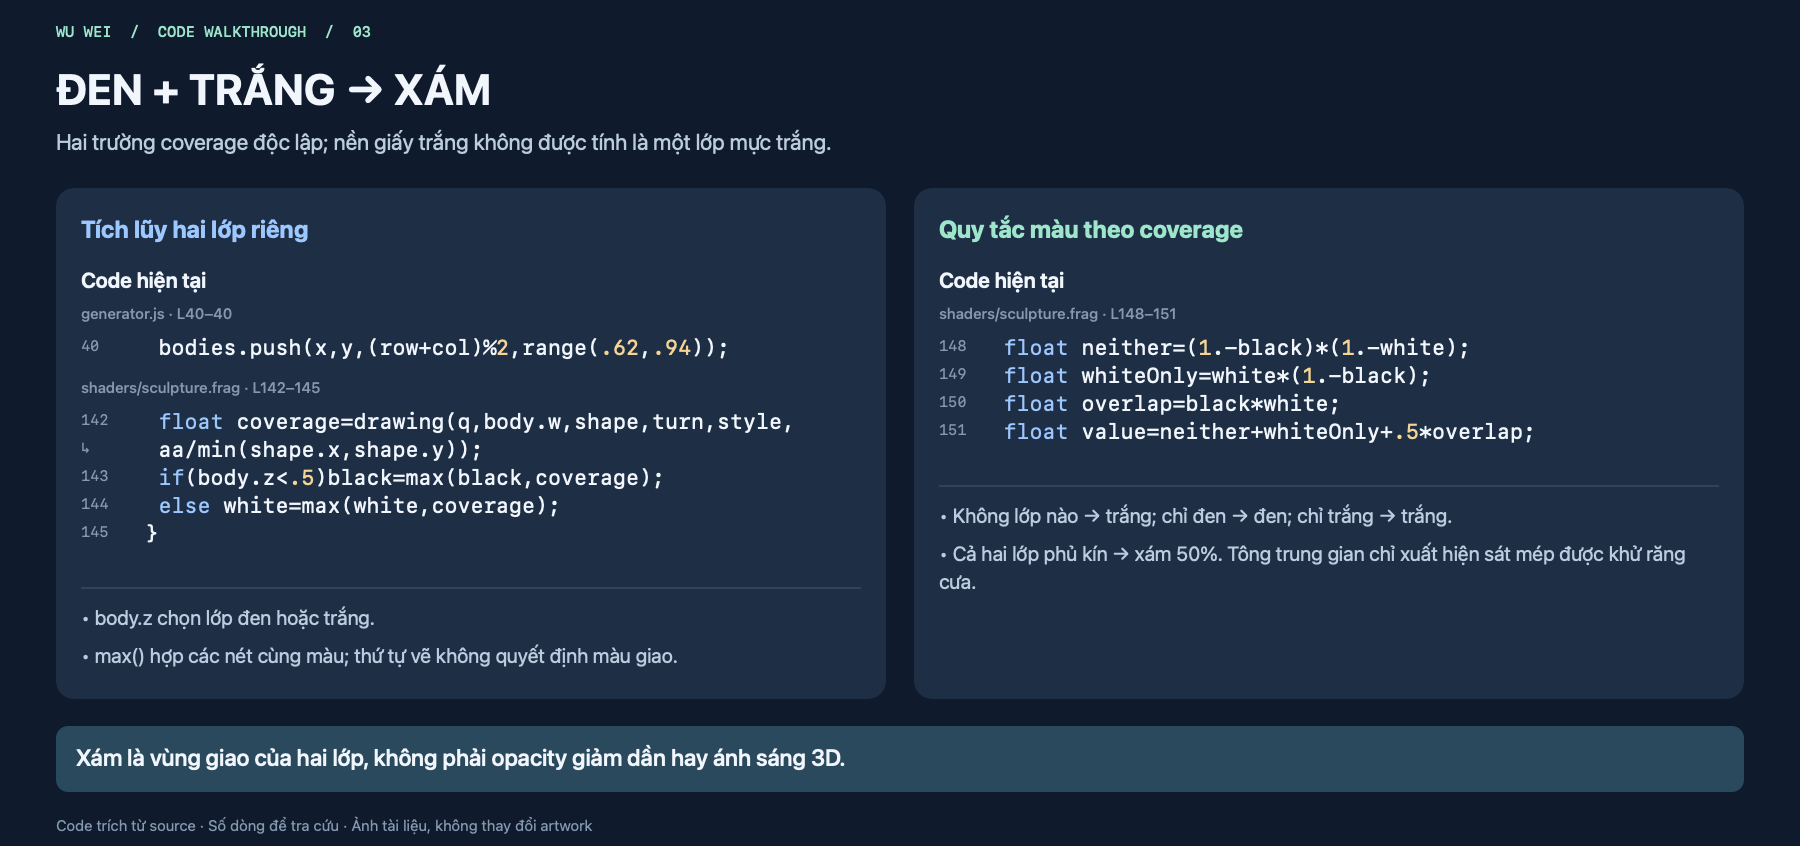 WU WEI / CODE WALKTHROUGH / 03
ĐEN + TRẮNG → XÁM
Hai trường coverage độc lập; nền giấy trắng không được tính là một lớp mực trắng.
Tích lũy hai lớp riêng
Code hiện tại
generator.js · L40–40
40 bodies.push(x,y,(row+col)%2,range(.62,.94));
shaders/sculpture.frag · L142–145
142 float coverage=drawing(q,body.w,shape,turn,style,
↳ aa/min(shape.x,shape.y));
143 if(body.z<.5)black=max(black,coverage);
144 else white=max(white,coverage);
145 }
• body.z chọn lớp đen hoặc trắng.
• max() hợp các nét cùng màu; thứ tự vẽ không quyết định màu giao.
Quy tắc màu theo coverage
Code hiện tại
shaders/sculpture.frag · L148–151
148 float neither=(1.-black)*(1.-white);
149 float whiteOnly=white*(1.-black);
150 float overlap=black*white;
151 float value=neither+whiteOnly+.5*overlap;
• Không lớp nào → trắng; chỉ đen → đen; chỉ trắng → trắng.
• Cả hai lớp phủ kín → xám 50%. Tông trung gian chỉ xuất hiện sát mép được khử răng
cưa.
Xám là vùng giao của hai lớp, không phải opacity giảm dần hay ánh sáng 3D.
Code trích từ source · Số dòng để tra cứu · Ảnh tài liệu, không thay đổi artwork